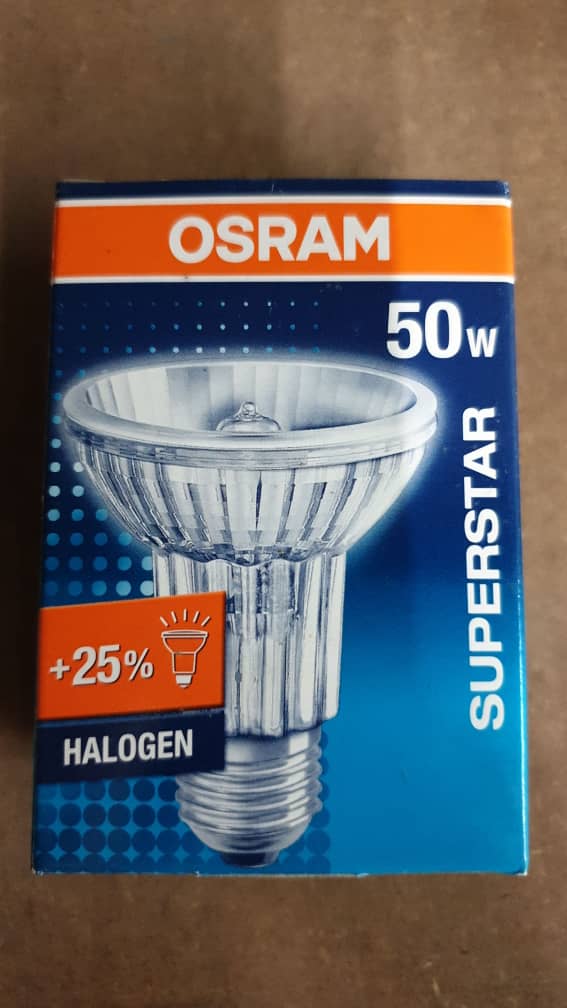 OSRAM
50W
SUPERSTAR
+25%
HALOGEN